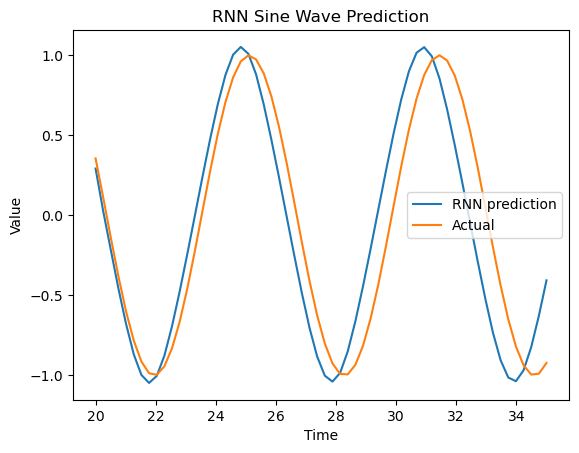 RNN Sine Wave Prediction
1.0
0.5
0.0
−0.5
−1.0
Value
RNN prediction
Actual
20 22 24 26 28 30 32 34
Time